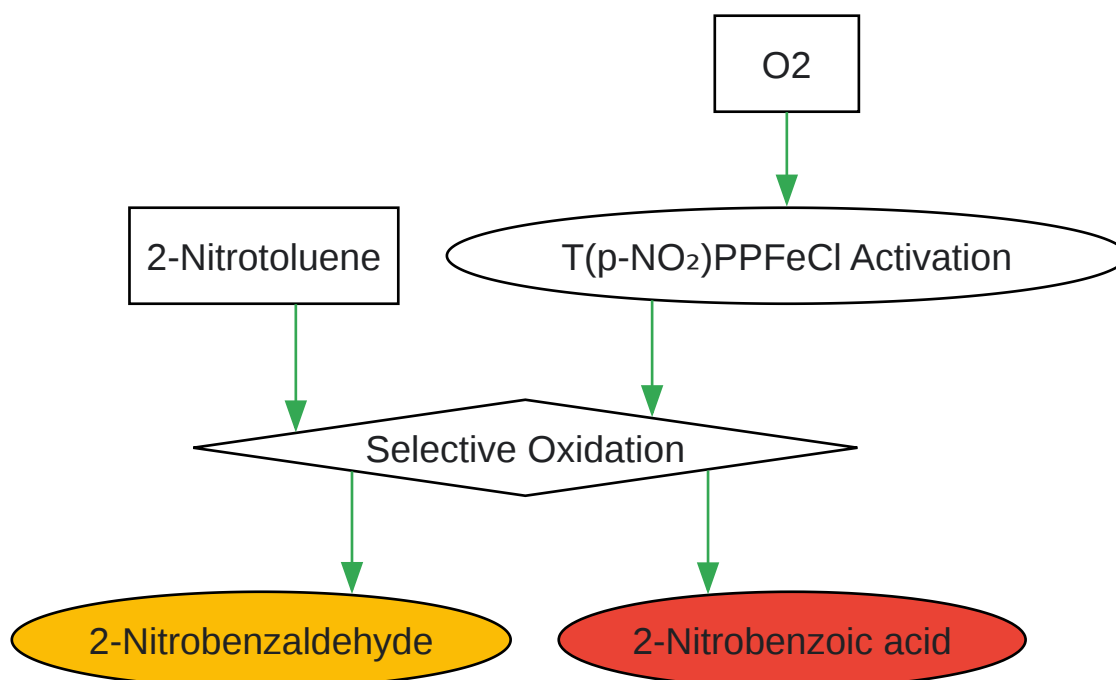 O2
2-Nitrotoluene
T(p-NO₂)PPFeCl Activation
Selective Oxidation
2-Nitrobenzaldehyde
2-Nitrobenzoic acid